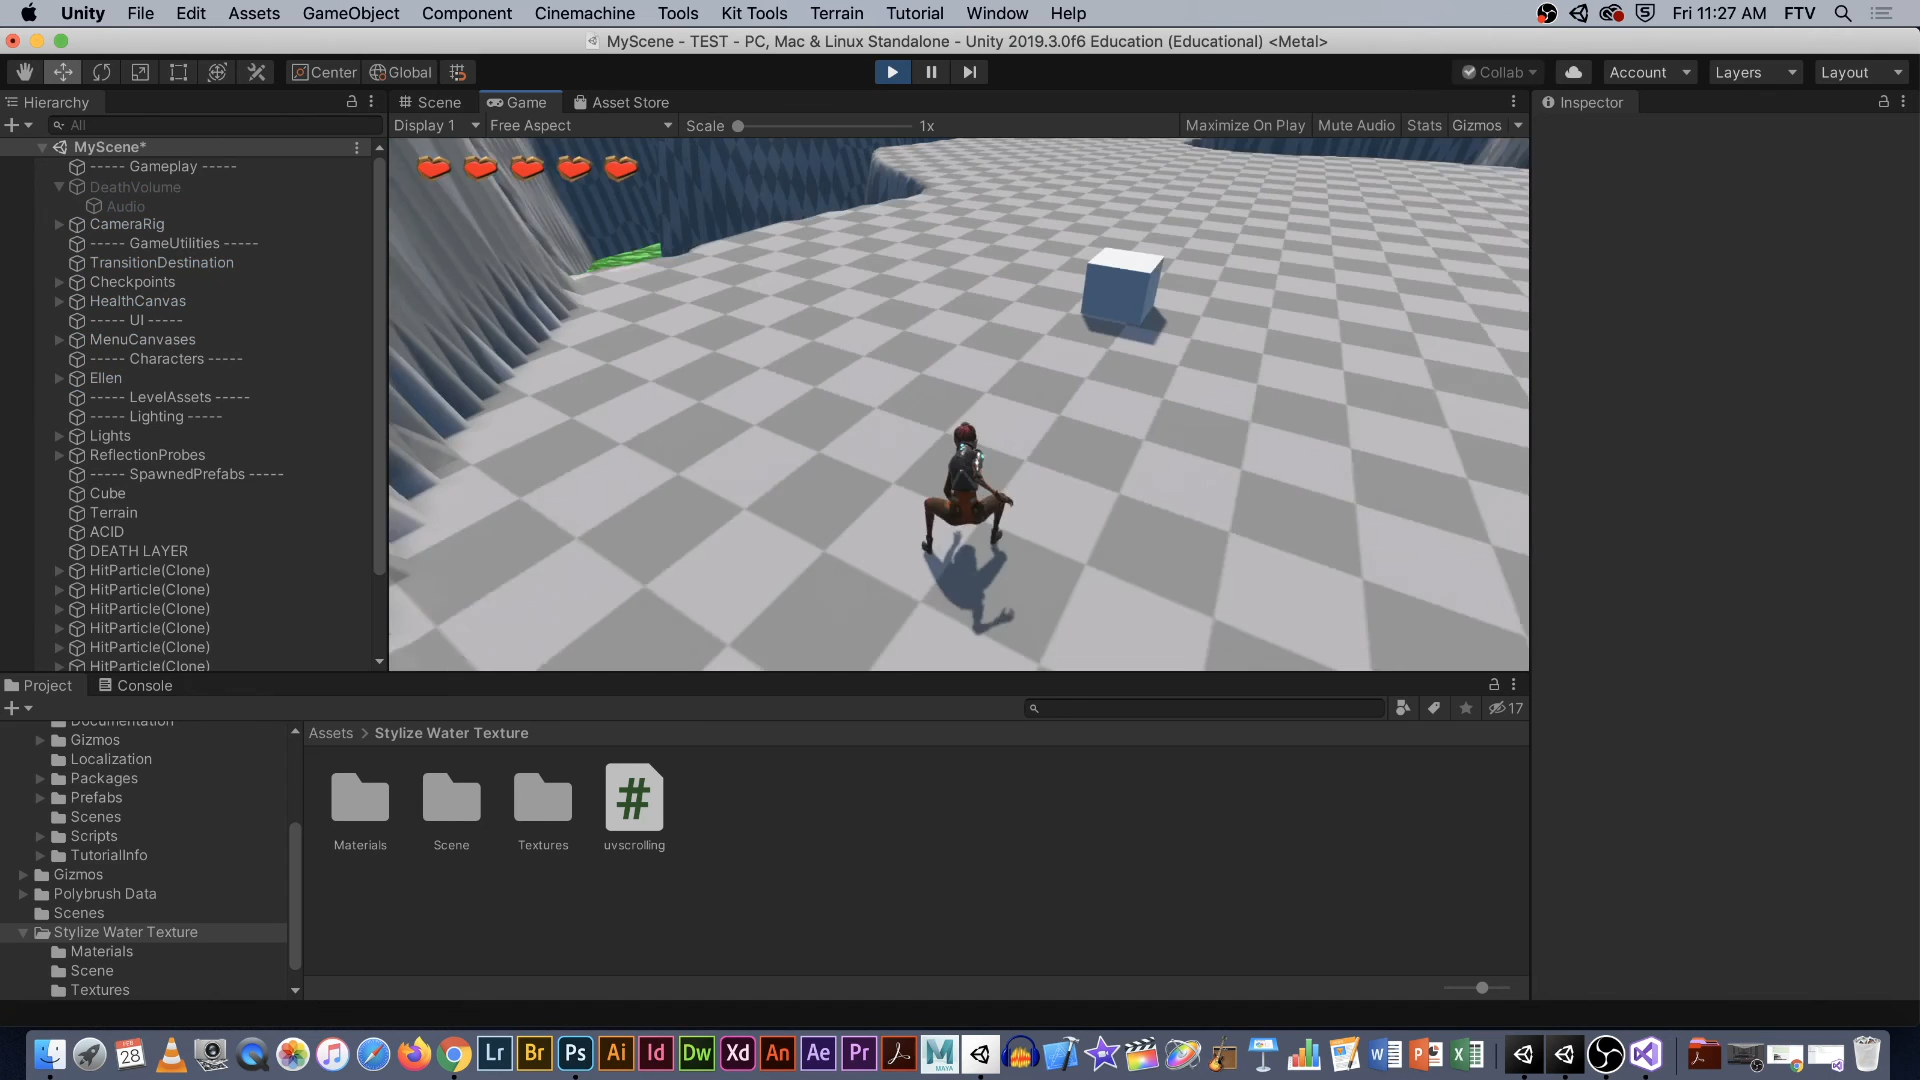 Unity File Edit Assets GameObject Component Cinemachine Tools Kit Tools Terrain Tutorial Window Help Fri 11:27 AM FTV
MyScene - TEST - PC, Mac & Linux Standalone - Unity 2019.3.0f6 Education (Educational) <Metal>
Center Global Collab Account Layers Layout
Hierarchy Scene Game Asset Store Inspector
All Display 1 Free Aspect Scale 1x Maximize On Play Mute Audio Stats Gizmos
MyScene*
----- Gameplay -----
DeathVolume
Audio
CameraRig
----- GameUtilities -----
TransitionDestination
Checkpoints
HealthCanvas
----- UI -----
MenuCanvases
----- Characters -----
Ellen
----- LevelAssets -----
----- Lighting -----
Lights
ReflectionProbes
----- SpawnedPrefabs -----
Cube
Terrain
ACID
DEATH LAYER
HitParticle(Clone)
HitParticle(Clone)
HitParticle(Clone)
HitParticle(Clone)
HitParticle(Clone)
HitParticle(Clone)
Project Console
17
Documentation
Gizmos
Localization
Packages
Prefabs
Scenes
Scripts
TutorialInfo
Gizmos
Polybrush Data
Scenes
Stylize Water Texture
Materials
Scene
Textures
Assets > Stylize Water Texture
#
Materials Scene Textures uvscrolling
FEB 28 Lr Br Ps Ai Id Dw Xd An Ae Pr M MAYA W P X